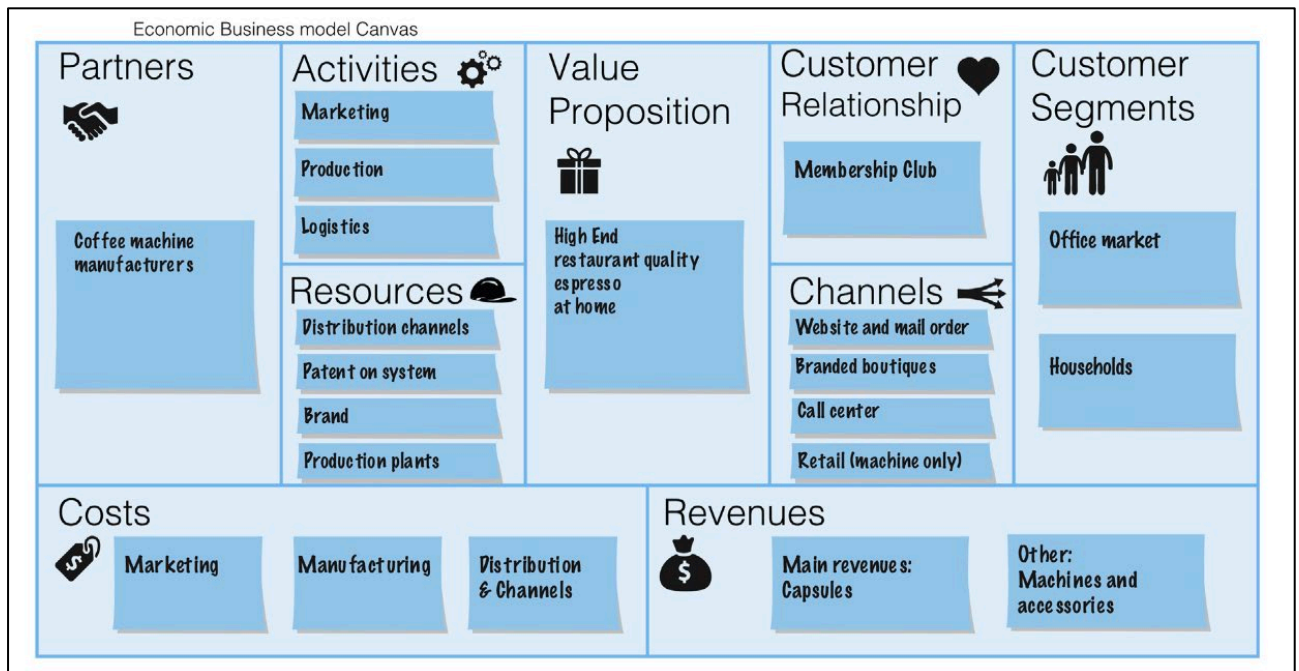 Economic Business model Canvas
Partners
Coffee machine
manufacturers
Activities
Marketing
Production
Logistics
Resources
Distribution channels
Patent on system
Brand
Production plants
Value
Proposition
High End
restaurant quality
espresso
at home
Customer
Relationship
Membership Club
Channels
Website and mail order
Branded boutiques
Call center
Retail (machine only)
Customer
Segments
Office market
Households
Costs
$
Marketing
Manufacturing
Distribution
& Channels
Revenues
$
Main revenues:
Capsules
Other:
Machines and
accessories